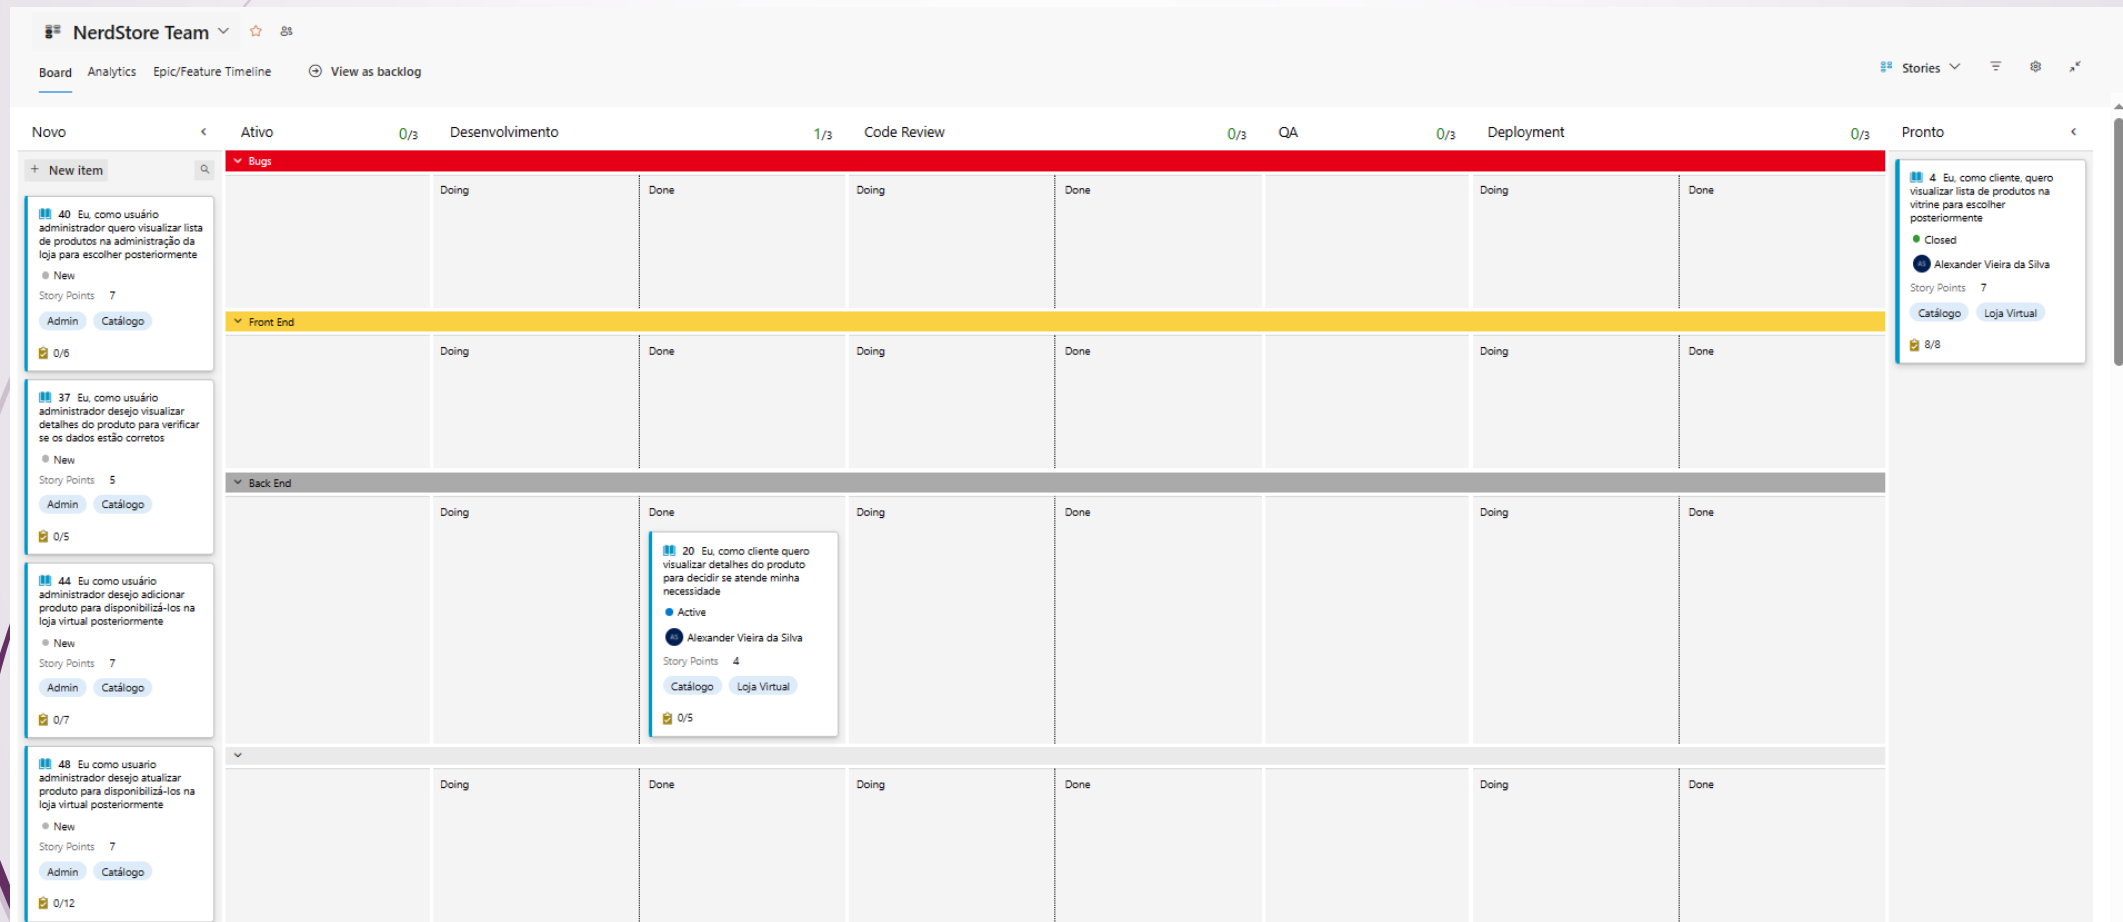 NerdStore Team
Board Analytics Epic/Feature Timeline View as backlog
Stories
Novo
Ativo 0/3
Desenvolvimento 1/3
Code Review 0/3
QA 0/3
Deployment 0/3
Pronto
+ New item
40 Eu, como usuário
administrador quero visualizar lista
de produtos na administração da
loja para escolher posteriormente
New
Story Points 7
Admin Catálogo
0/6
37 Eu, como usuário
administrador desejo visualizar
detalhes do produto para verificar
se os dados estão corretos
New
Story Points 5
Admin Catálogo
0/5
44 Eu como usuário
administrador desejo adicionar
produto para disponibilizá-los na
loja virtual posteriormente
New
Story Points 7
Admin Catálogo
0/7
48 Eu como usuario
administrador desejo atualizar
produto para disponibilizá-los na
loja virtual posteriormente
New
Story Points 7
Admin Catálogo
0/12
Bugs
Doing Done Doing Done Doing Done
Front End
Doing Done Doing Done Doing Done
Back End
Doing Done Doing Done Doing Done
20 Eu, como cliente quero
visualizar detalhes do produto
para decidir se atende minha
necessidade
Active
AS Alexander Vieira da Silva
Story Points 4
Catálogo Loja Virtual
0/5
Doing Done Doing Done Doing Done
4 Eu, como cliente, quero
visualizar lista de produtos na
vitrine para escolher
posteriormente
Closed
AS Alexander Vieira da Silva
Story Points 7
Catálogo Loja Virtual
8/8